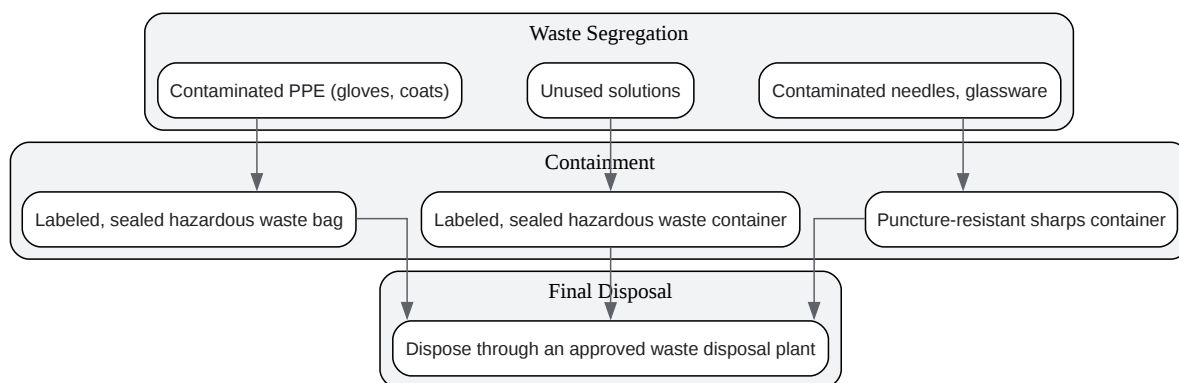 Waste Segregation
Contaminated PPE (gloves, coats)
Unused solutions
Contaminated needles, glassware
Containment
Labeled, sealed hazardous waste bag
Labeled, sealed hazardous waste container
Puncture-resistant sharps container
Final Disposal
Dispose through an approved waste disposal plant